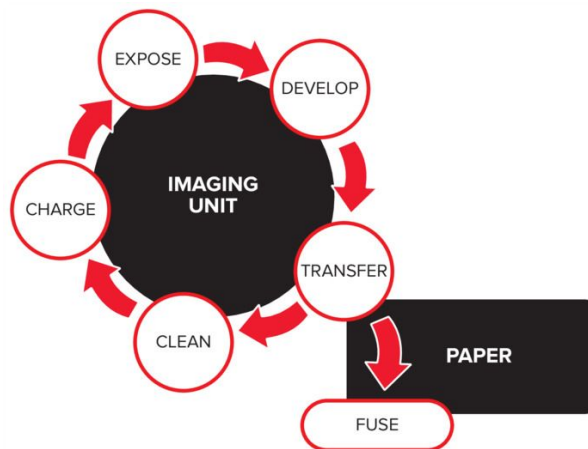 EXPOSE
DEVELOP
IMAGING
UNIT
CHARGE
TRANSFER
CLEAN
PAPER
FUSE